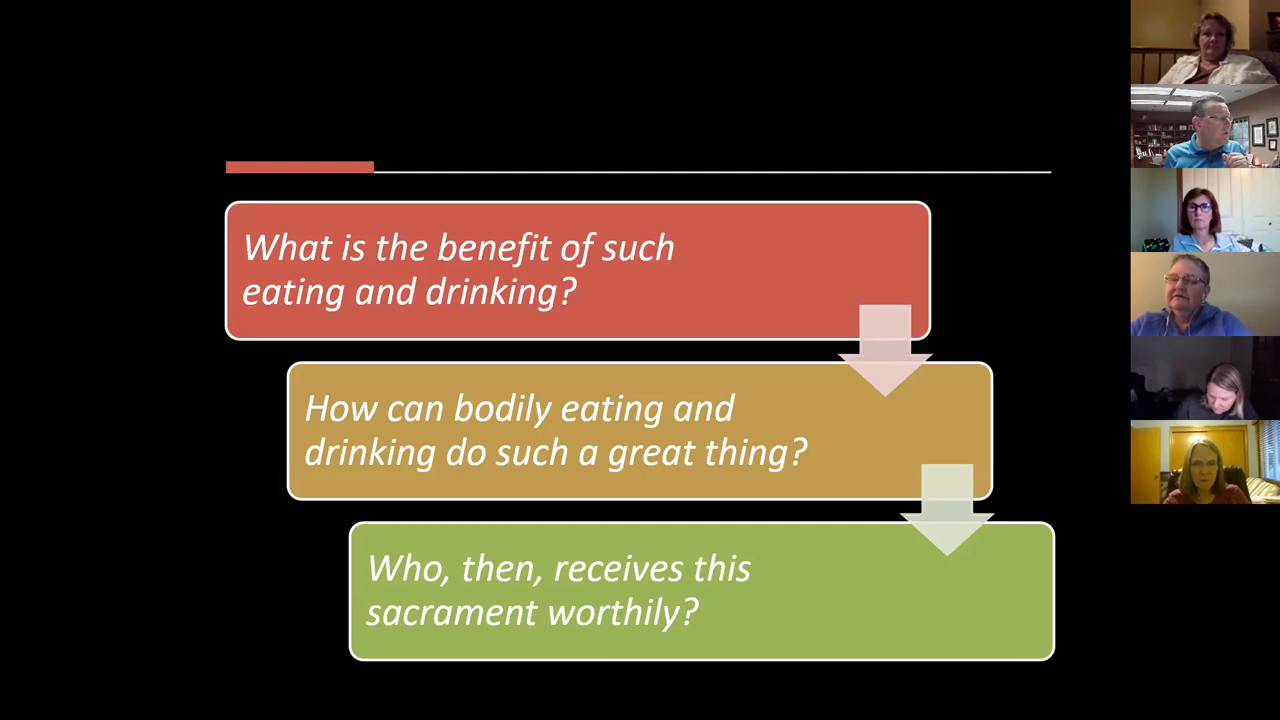 What is the benefit of such
eating and drinking?
How can bodily eating and
drinking do such a great thing?
Who, then, receives this
sacrament worthily?